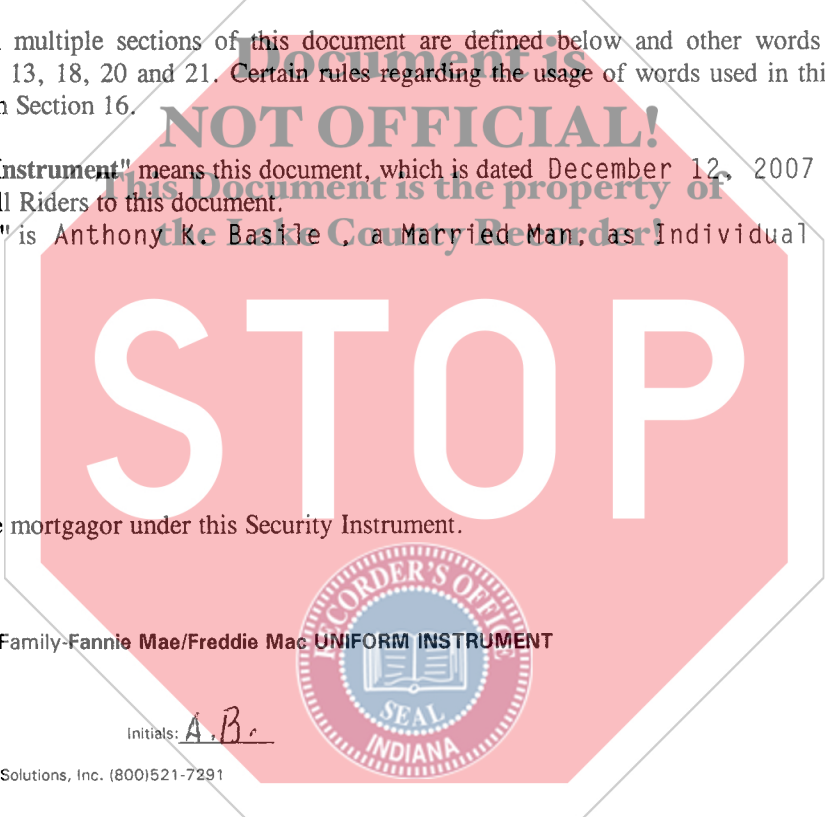 multiple sections of this document are defined below and other words
Document is
13, 18, 20 and 21. Certain rules regarding the usage of words used in thi
n Section 16.
NOT OFFICIAL!
nstrument" means this document, which is dated December 12, 2007
This Document is the property of
ll Riders to this document.
" is Anthony K. Basile , a Married Man, as Individual
the Lake County Recorder!
STOP
e mortgagor under this Security Instrument.
RECORDER'S OFFICE
Family-Fannie Mae/Freddie Mac UNIFORM INSTRUMENT
SEAL
Initials: A.B.
INDIANA
Solutions, Inc. (800)521-7291